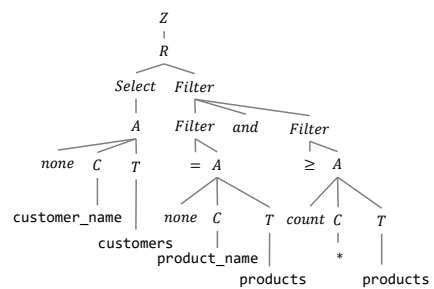 Z
R
Select Filter
A Filter and Filter
none C T = A ≥ A
customer_name none C T count C T
customers product_name *
products products